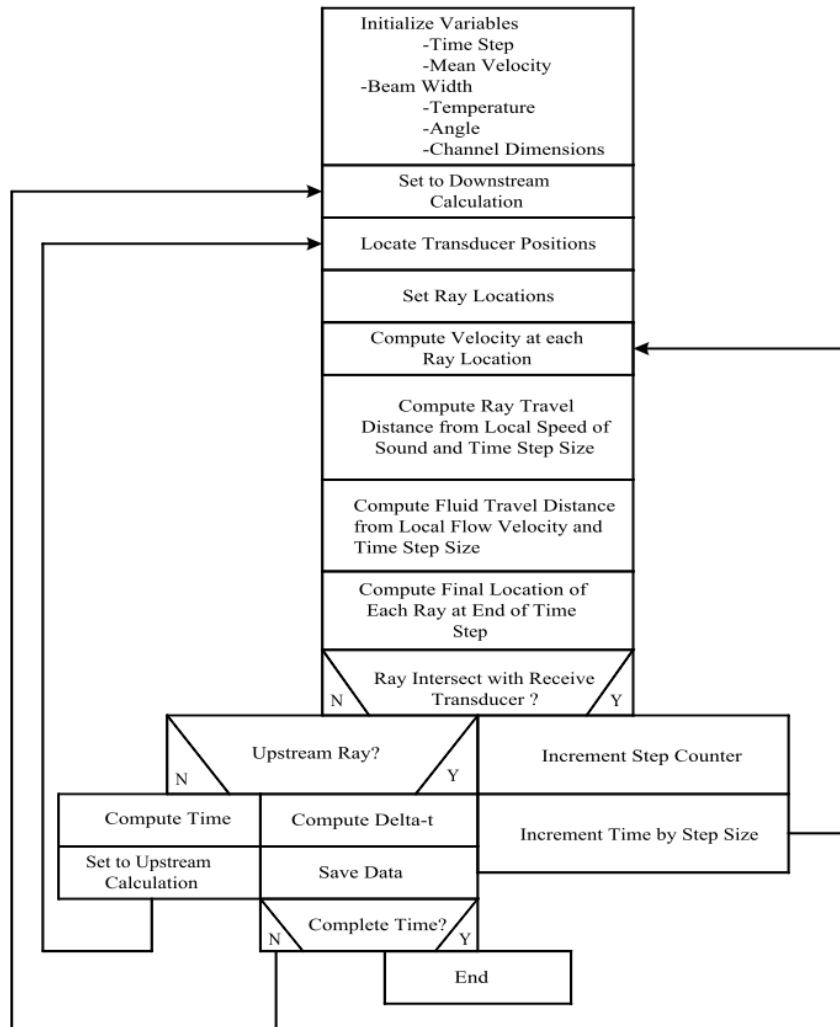 Initialize Variables
-Time Step
-Mean Velocity
-Beam Width
-Temperature
-Angle
-Channel Dimensions
Set to Downstream
Calculation
Locate Transducer Positions
Set Ray Locations
Compute Velocity at each
Ray Location
Compute Ray Travel
Distance from Local Speed of
Sound and Time Step Size
Compute Fluid Travel Distance
from Local Flow Velocity and
Time Step Size
Compute Final Location of
Each Ray at End of Time
Step
Ray Intersect with Receive
Transducer ?
N
Y
Upstream Ray?
N
Y
Increment Step Counter
Compute Time
Compute Delta-t
Increment Time by Step Size
Set to Upstream
Calculation
Save Data
Complete Time?
N
Y
End